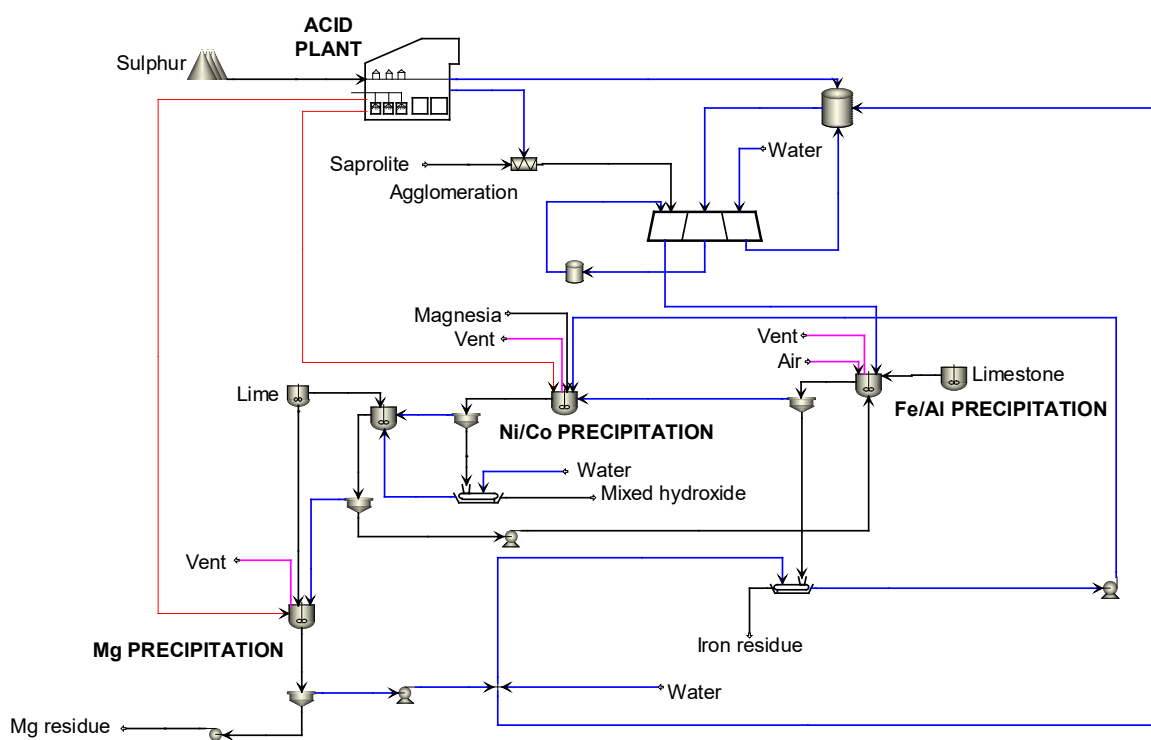 ACID
PLANT
Sulphur
Saprolite
Agglomeration
Water
Magnesia
Vent
Vent
Air
Limestone
Fe/Al PRECIPITATION
Lime
Ni/Co PRECIPITATION
Water
Mixed hydroxide
Vent
Iron residue
Mg PRECIPITATION
Water
Mg residue